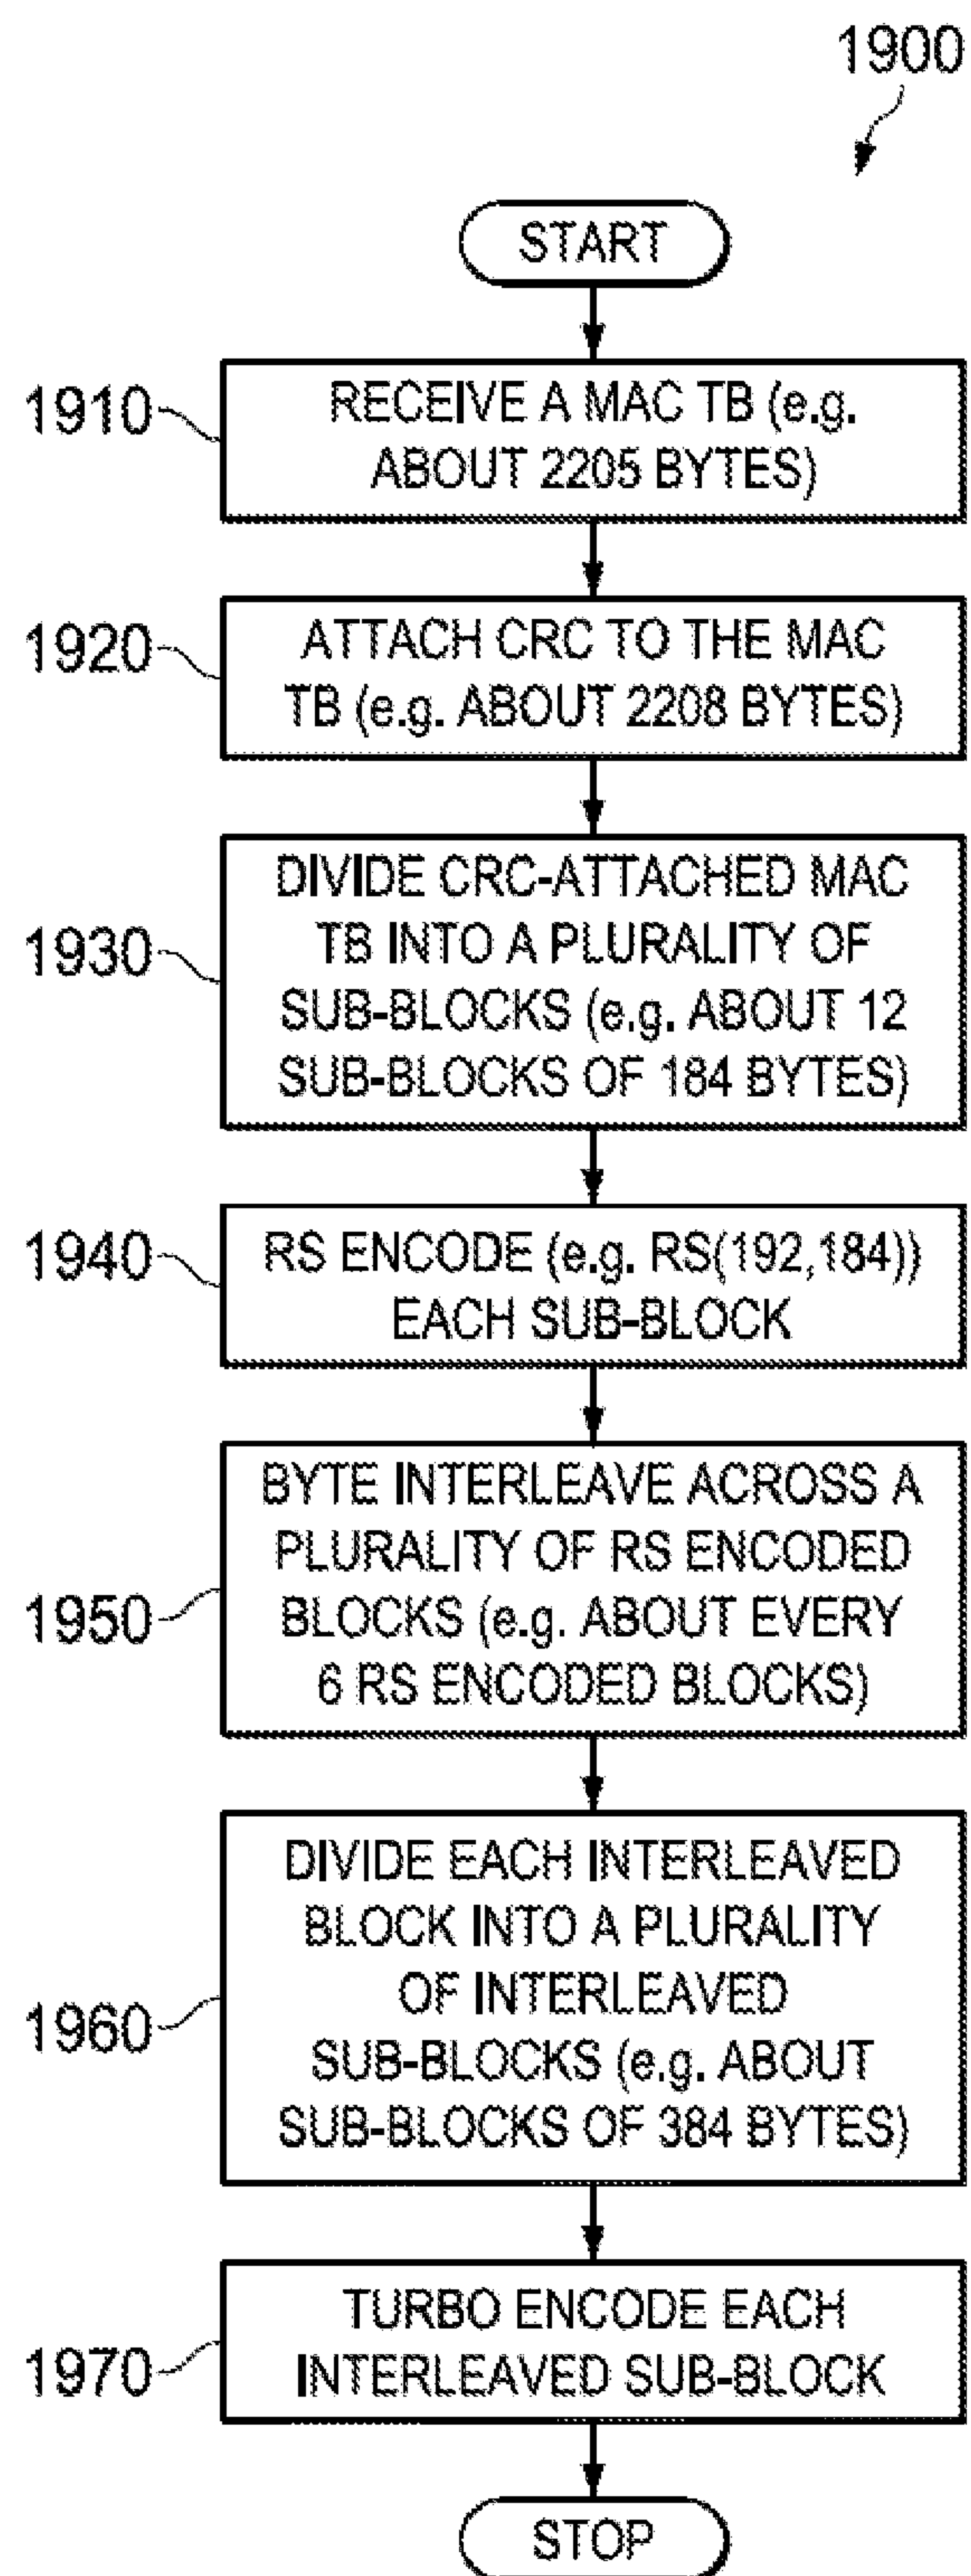 1900
START
1910
RECEIVE A MAC TB (e.g.
ABOUT 2205 BYTES)
1920
ATTACH CRC TO THE MAC
TB (e.g. ABOUT 2208 BYTES)
1930
DIVIDE CRC-ATTACHED MAC
TB INTO A PLURALITY OF
SUB-BLOCKS (e.g. ABOUT 12
SUB-BLOCKS OF 184 BYTES)
1940
RS ENCODE (e.g. RS(192,184))
EACH SUB-BLOCK
1950
BYTE INTERLEAVE ACROSS A
PLURALITY OF RS ENCODED
BLOCKS (e.g. ABOUT EVERY
6 RS ENCODED BLOCKS)
1960
DIVIDE EACH INTERLEAVED
BLOCK INTO A PLURALITY
OF INTERLEAVED
SUB-BLOCKS (e.g. ABOUT
SUB-BLOCKS OF 384 BYTES)
1970
TURBO ENCODE EACH
INTERLEAVED SUB-BLOCK
STOP